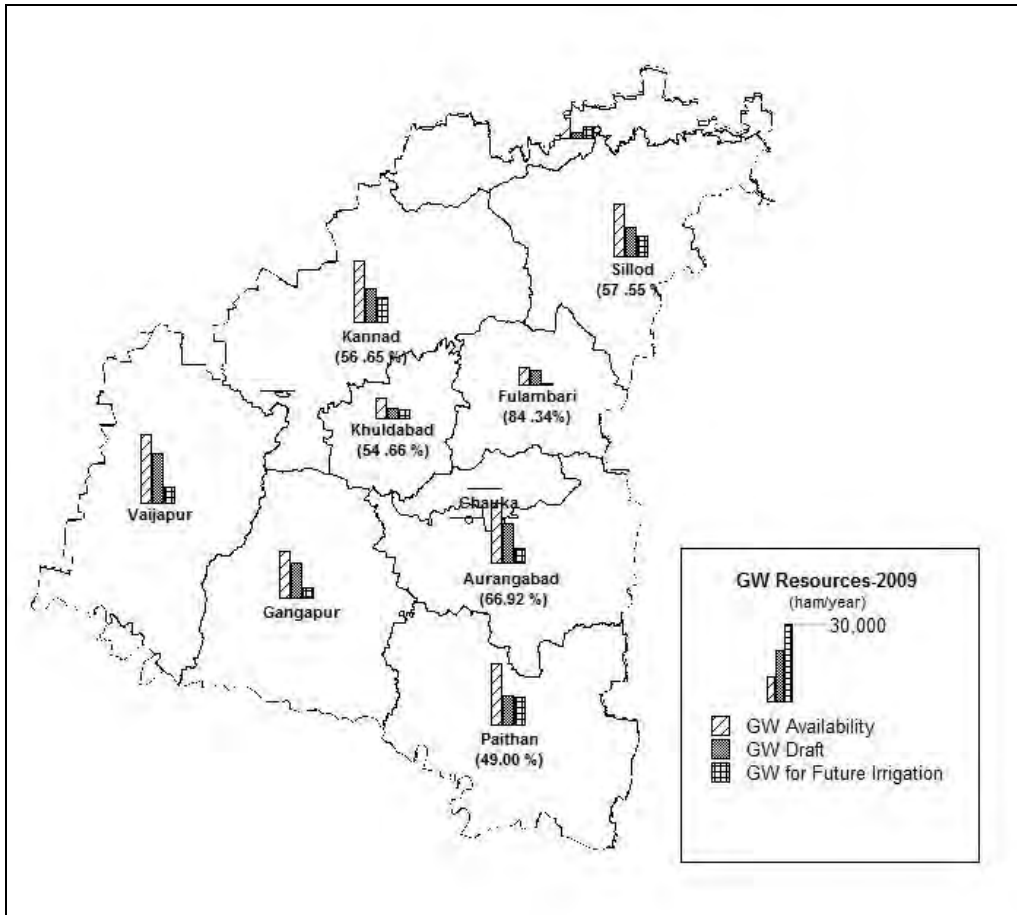 Sillod
(57 .55 %
Kannad
(56 .65 %)
Fulambari
(84 .34%)
Khuldabad
(54 .66 %)
Vaijapur
Chauka
Gangapur
Aurangabad
(66.92 %)
Paithan
(49.00 %)
GW Resources-2009
(ham/year)
30,000
GW Availability
GW Draft
GW for Future Irrigation